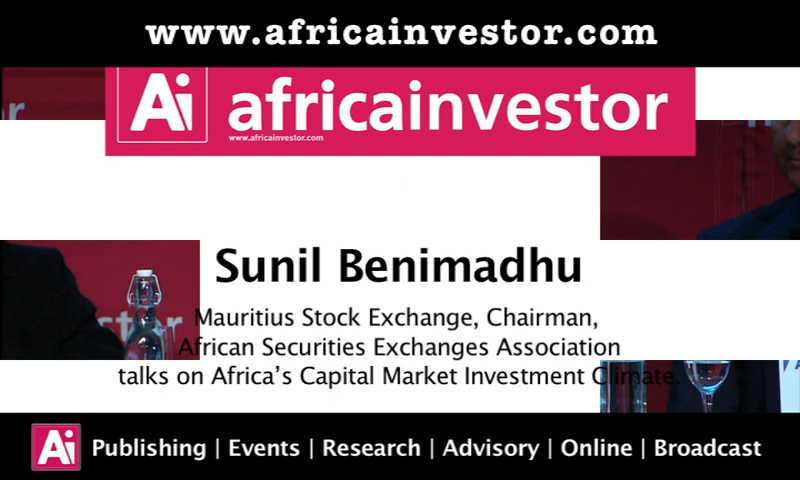 www.africainvestor.com
or
Ai africainvestor
www.africainvestor.com
Sunil Benimadhu
Mauritius Stock Exchange, Chairman,
African Securities Exchanges Association
talks on Africa's Capital Market Investment Climate.
Ai Publishing | Events | Research | Advisory | Online | Broadcast